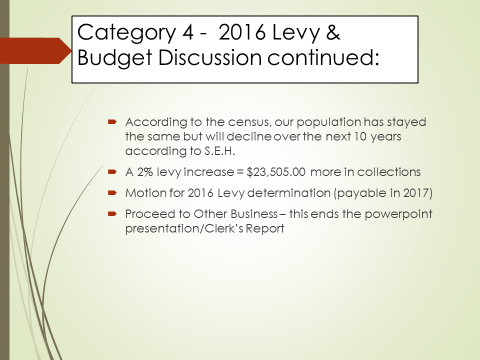 Category 4 -  2016 Levy &
Budget Discussion continued:
According to the census, our population has stayed
the same but will decline over the next 10 years
according to S.E.H.
A 2% levy increase = $23,505.00 more in collections
Motion for 2016 Levy determination (payable in 2017)
Proceed to Other Business – this ends the powerpoint
presentation/Clerk's Report